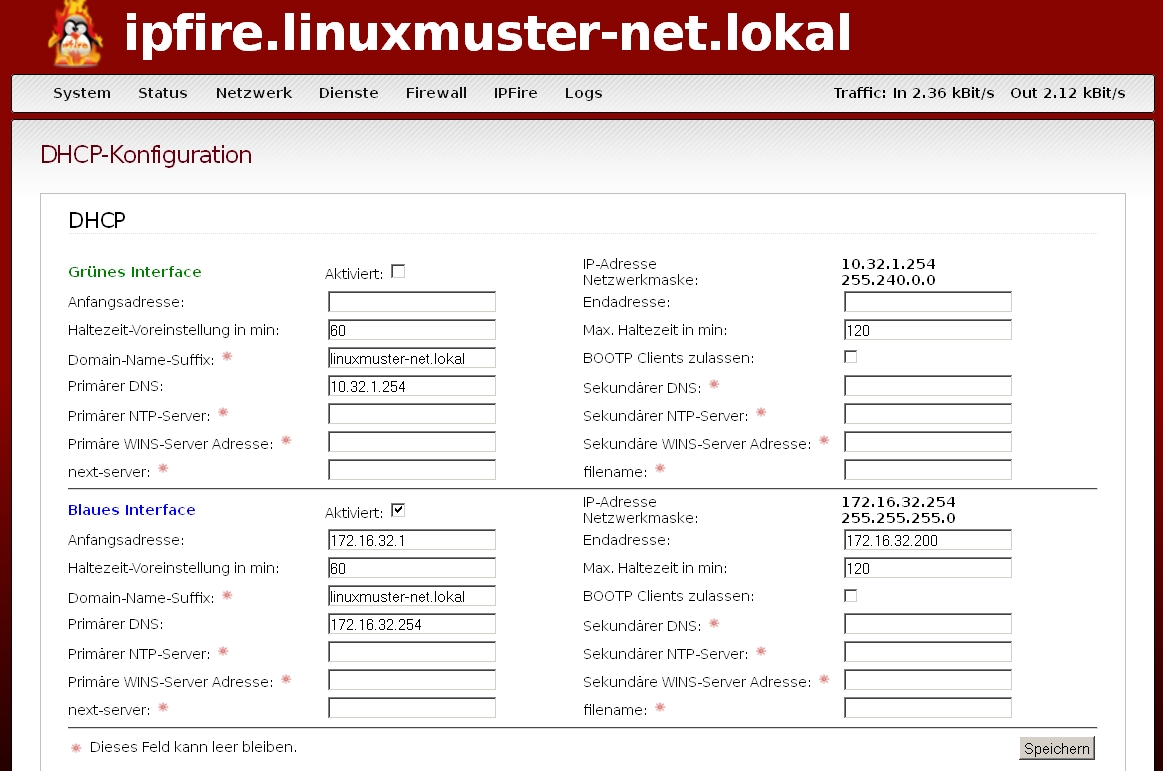 ipfire.linuxmuster-net.lokal
System Status Netzwerk Dienste Firewall IPFire Logs Traffic: In 2.36 kBit/s Out 2.12 kBit/s
DHCP-Konfiguration
DHCP
Grünes Interface Aktiviert: IP-Adresse 10.32.1.254
Netzwerkmaske: 255.240.0.0
Anfangsadresse: Endadresse:
Haltezeit-Voreinstellung in min: 60 Max. Haltezeit in min: 120
Domain-Name-Suffix: linuxmuster-net.lokal BOOTP Clients zulassen:
Primärer DNS: 10.32.1.254 Sekundärer DNS:
Primärer NTP-Server: Sekundärer NTP-Server:
Primäre WINS-Server Adresse: Sekundäre WINS-Server Adresse:
next-server: filename:
Blaues Interface Aktiviert: IP-Adresse 172.16.32.254
Netzwerkmaske: 255.255.255.0
Anfangsadresse: 172.16.32.1 Endadresse: 172.16.32.200
Haltezeit-Voreinstellung in min: 60 Max. Haltezeit in min: 120
Domain-Name-Suffix: linuxmuster-net.lokal BOOTP Clients zulassen:
Primärer DNS: 172.16.32.254 Sekundärer DNS:
Primärer NTP-Server: Sekundärer NTP-Server:
Primäre WINS-Server Adresse: Sekundäre WINS-Server Adresse:
next-server: filename:
Dieses Feld kann leer bleiben. Speichern